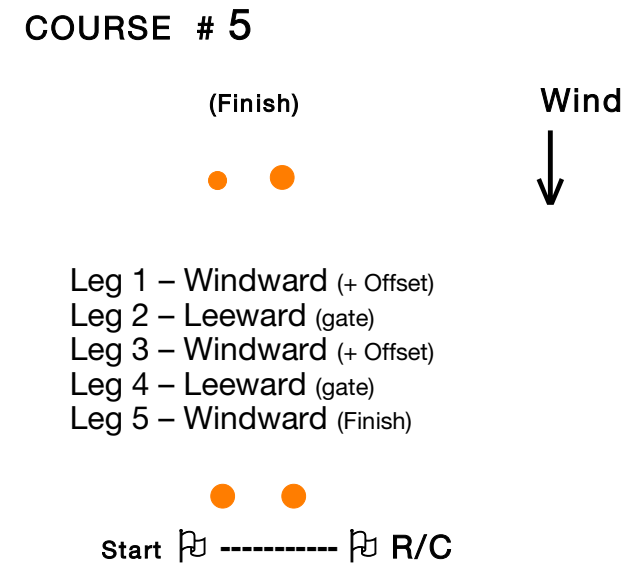 COURSE # 5
(Finish)
Wind
Leg 1 – Windward (+ Offset)
Leg 2 – Leeward (gate)
Leg 3 – Windward (+ Offset)
Leg 4 – Leeward (gate)
Leg 5 – Windward (Finish)
Start ----------- R/C